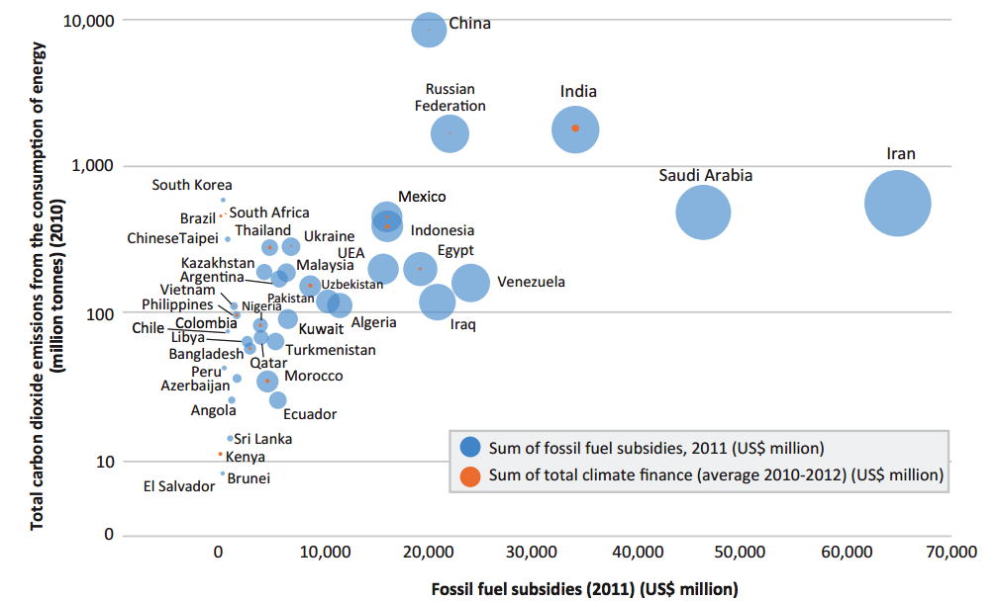 Total carbon dioxide emissions from the consumption of energy
(million tonnes) (2010)
10,000
1,000
100
10
0
China
Russian
Federation
India
Iran
Saudi Arabia
South Korea
Mexico
Brazil
South Africa
ChineseTaipei
Thailand
Ukraine
Indonesia
UEA
Egypt
Kazakhstan
Malaysia
Argentina
Uzbekistan
Venezuela
Vietnam
Pakistan
Philippines
Nigeria
Chile
Colombia
Algeria
Iraq
Libya
Kuwait
Bangladesh
Turkmenistan
Qatar
Peru
Morocco
Azerbaijan
Angola
Ecuador
Sri Lanka
Kenya
El Salvador
Brunei
Sum of fossil fuel subsidies, 2011 (US$ million)
Sum of total climate finance (average 2010-2012) (US$ million)
0
10,000
20,000
30,000
40,000
50,000
60,000
70,000
Fossil fuel subsidies (2011) (US$ million)